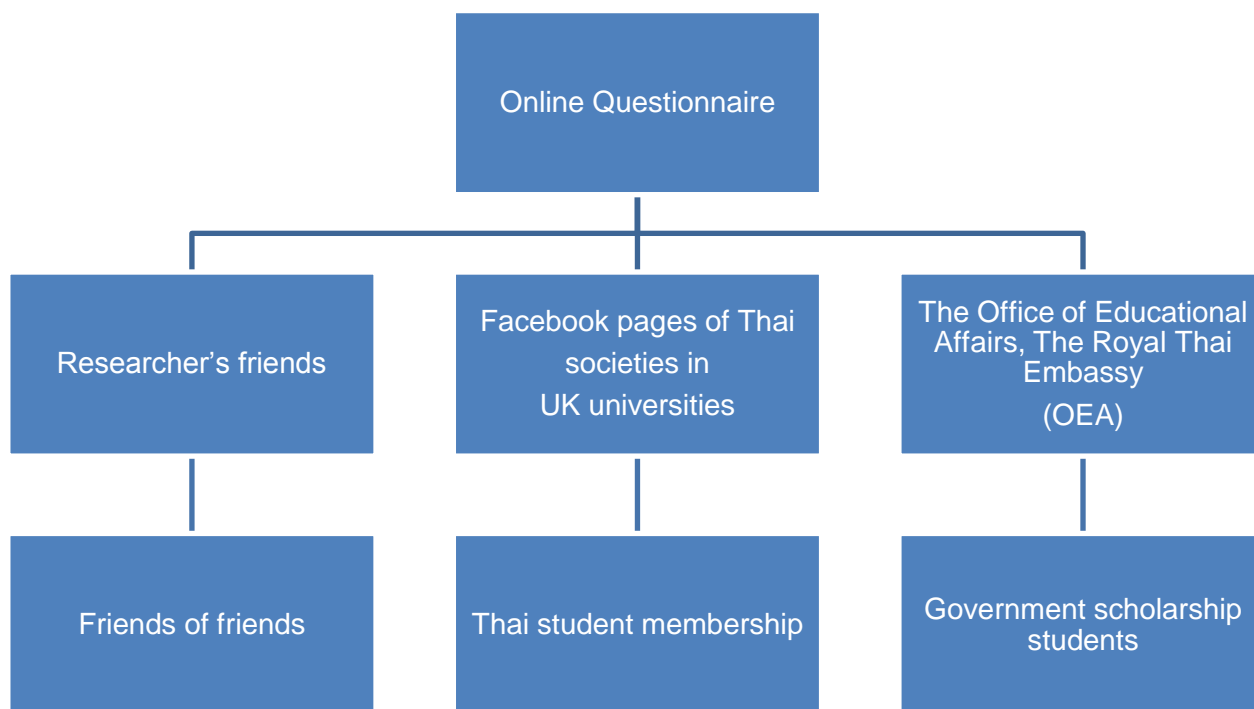 Online Questionnaire
Researcher’s friends
Facebook pages of Thai
societies in
UK universities
The Office of Educational
Affairs, The Royal Thai
Embassy
(OEA)
Friends of friends
Thai student membership
Government scholarship
students